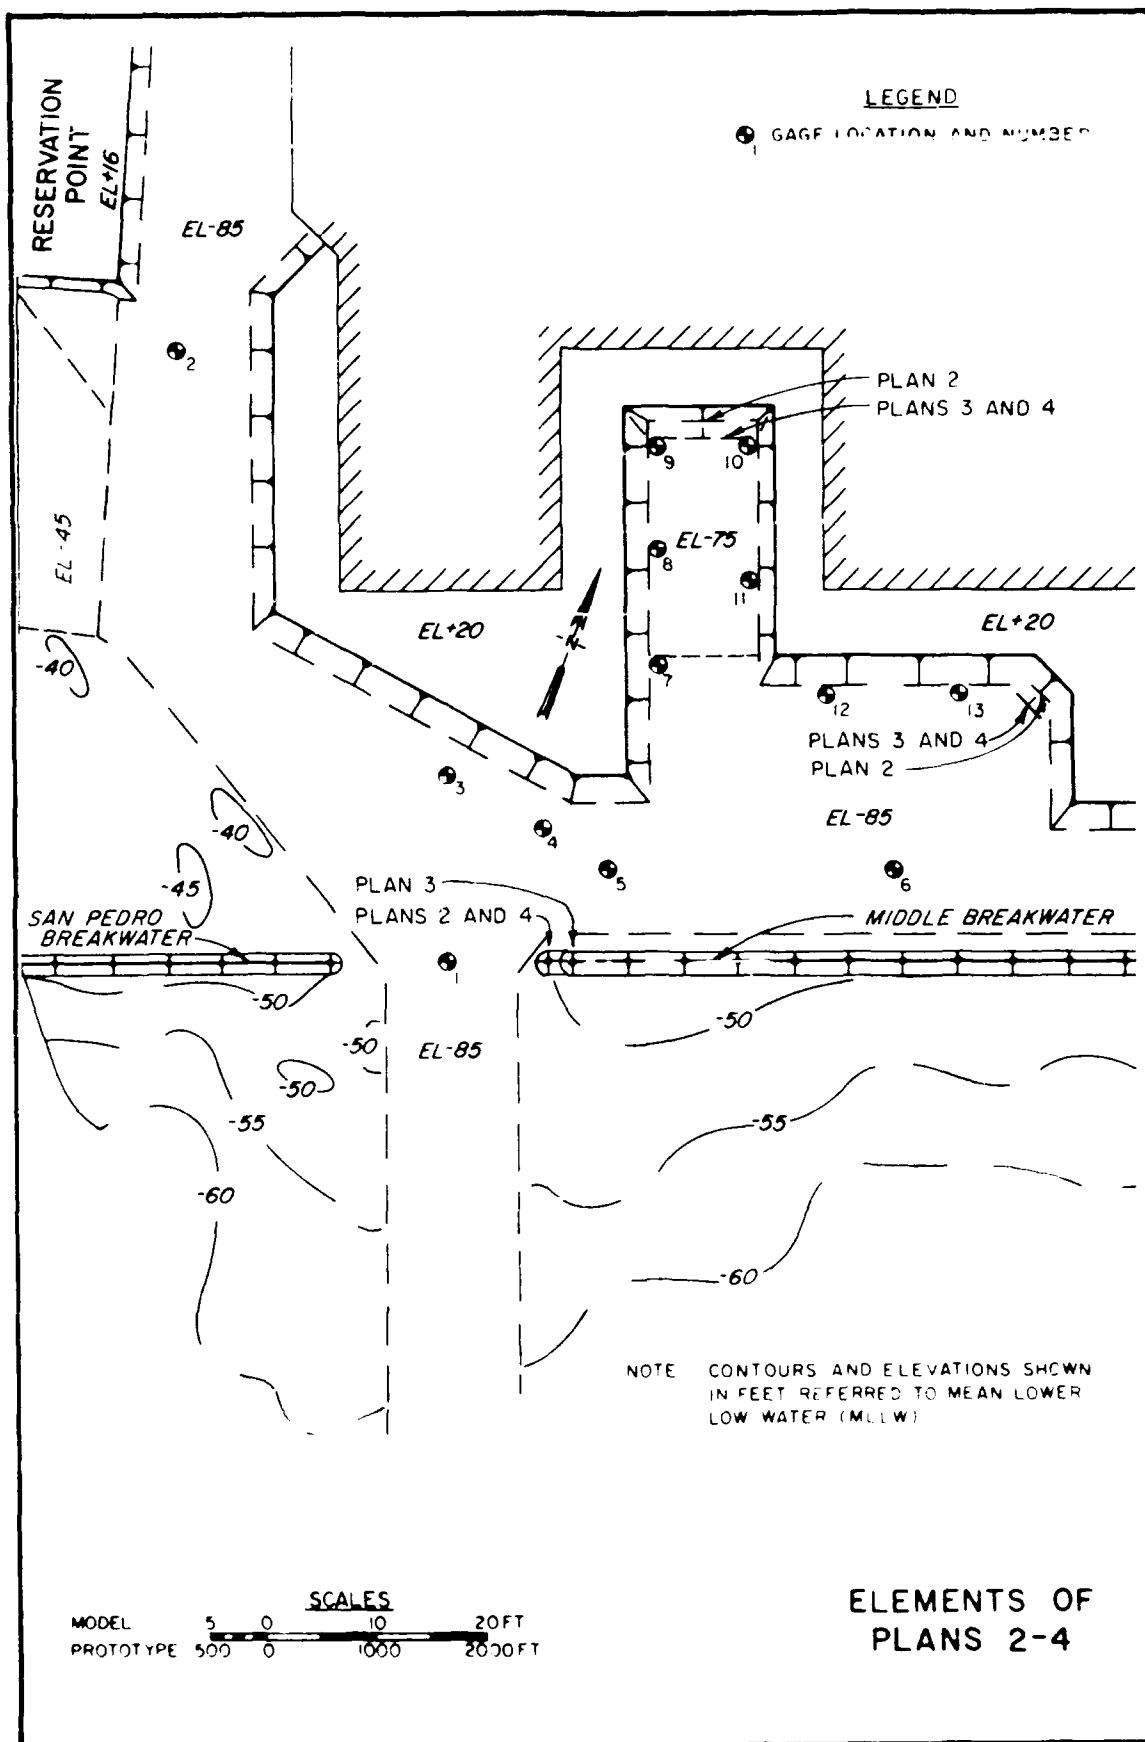 LEGEND
1 GAGE LOCATION AND NUMBER
RESERVATION
POINT
EL+16
EL-85
2
PLAN 2
PLANS 3 AND 4
9
10
EL-75
8
11
EL-45
EL+20
EL+20
-40
7
12
13
PLANS 3 AND 4
PLAN 2
3
-40
4
EL-85
-45
5
6
PLAN 3
PLANS 2 AND 4
SAN PEDRO
BREAKWATER
MIDDLE BREAKWATER
1
-50
-50
-50
EL-85
-50
-55
-55
-60
-60
NOTE CONTOURS AND ELEVATIONS SHOWN
IN FEET REFERRED TO MEAN LOWER
LOW WATER (MLLW)
SCALES
MODEL 5 0 10 20FT
PROTOTYPE 500 0 1000 2000FT
ELEMENTS OF
PLANS 2-4